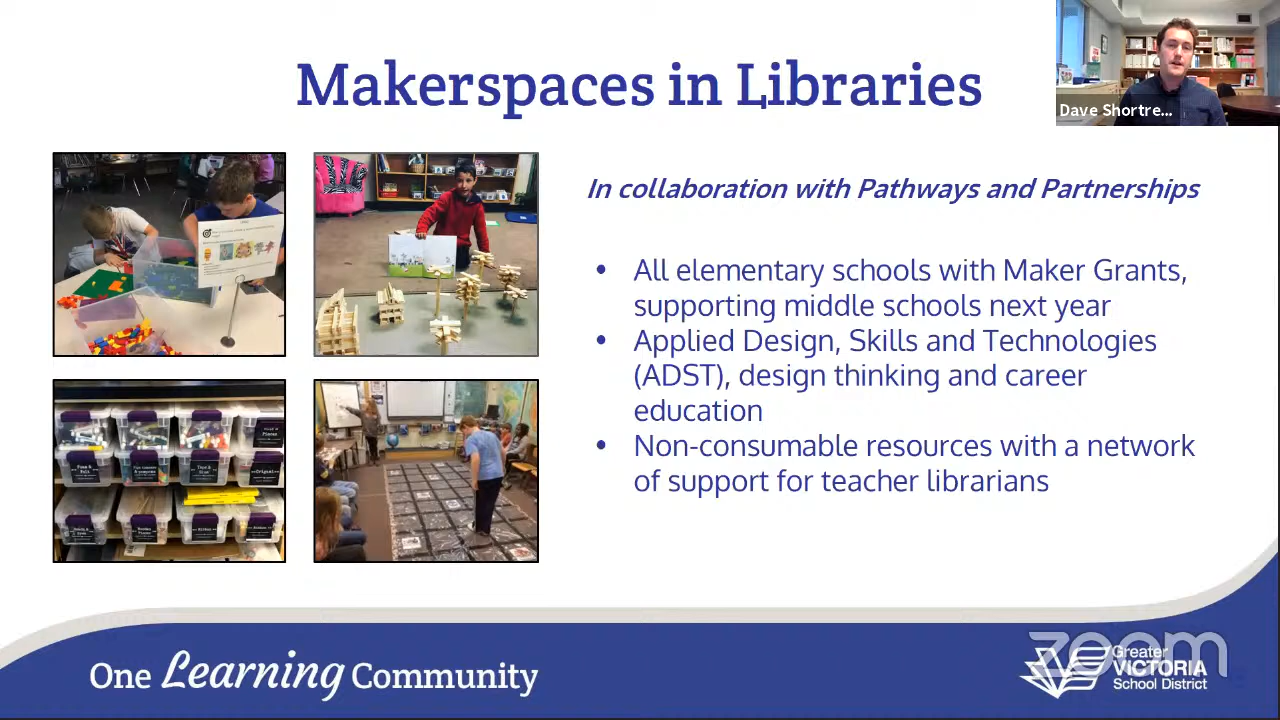 Makerspaces in Libraries
Dave Shortre...
In collaboration with Pathways and Partnerships
• All elementary schools with Maker Grants,
supporting middle schools next year
• Applied Design, Skills and Technologies
(ADST), design thinking and career
education
• Non-consumable resources with a network
of support for teacher librarians
One Learning Community
zoom
Greater
VICTORIA
School District